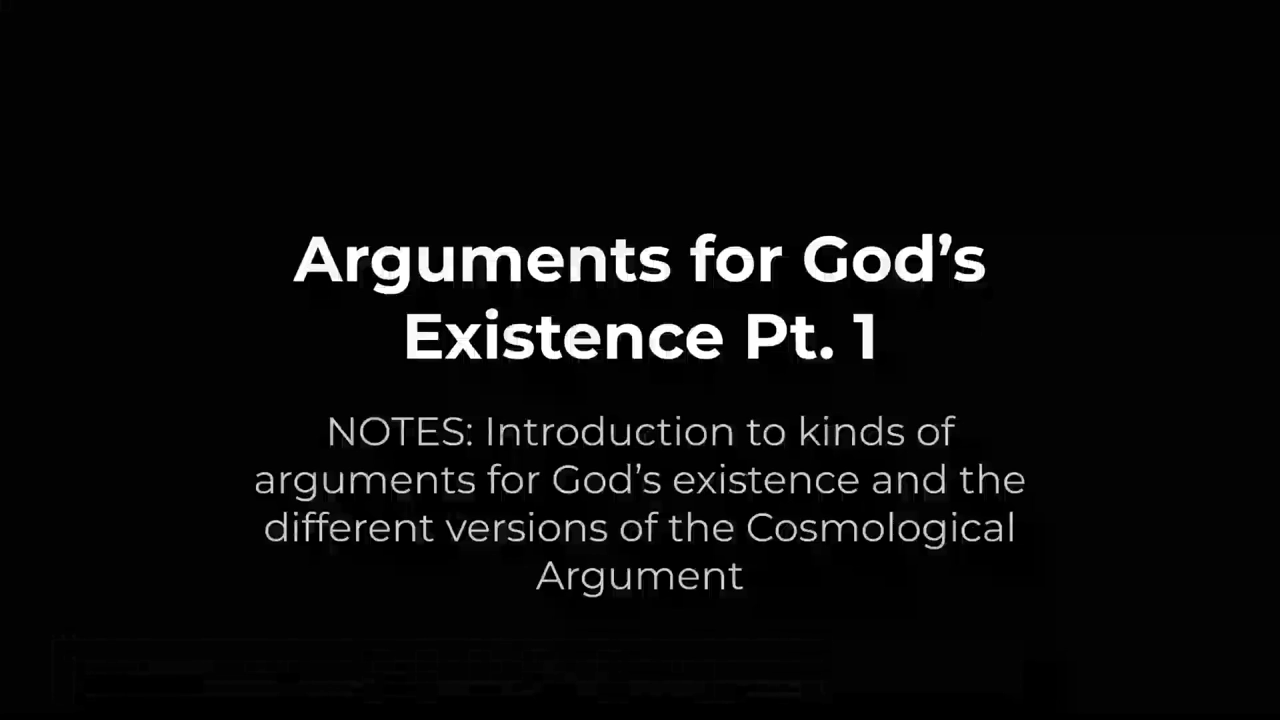 Arguments for God’s
Existence Pt. 1
NOTES: Introduction to kinds of
arguments for God’s existence and the
different versions of the Cosmological
Argument